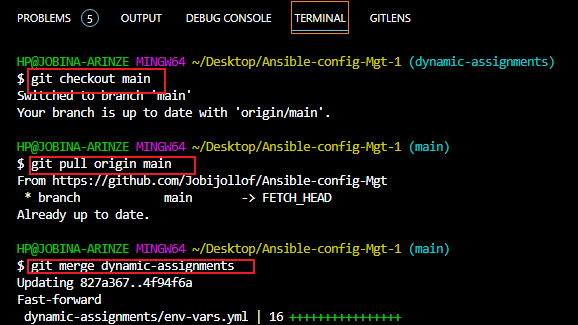 PROBLEMS 5 OUTPUT DEBUG CONSOLE TERMINAL GITLENS
HP@JOBINA-ARINZE MINGW64 ~/Desktop/Ansible-config-Mgt-1 (dynamic-assignments)
$ git checkout main
Switched to branch 'main'
Your branch is up to date with 'origin/main'.
HP@JOBINA-ARINZE MINGW64 ~/Desktop/Ansible-config-Mgt-1 (main)
$ git pull origin main
From https://github.com/Jobijollof/Ansible-config-Mgt
 * branch            main       -> FETCH_HEAD
Already up to date.
HP@JOBINA-ARINZE MINGW64 ~/Desktop/Ansible-config-Mgt-1 (main)
$ git merge dynamic-assignments
Updating 827a367..4f94f6a
Fast-forward
 dynamic-assignments/env-vars.yml | 16 ++++++++++++++++